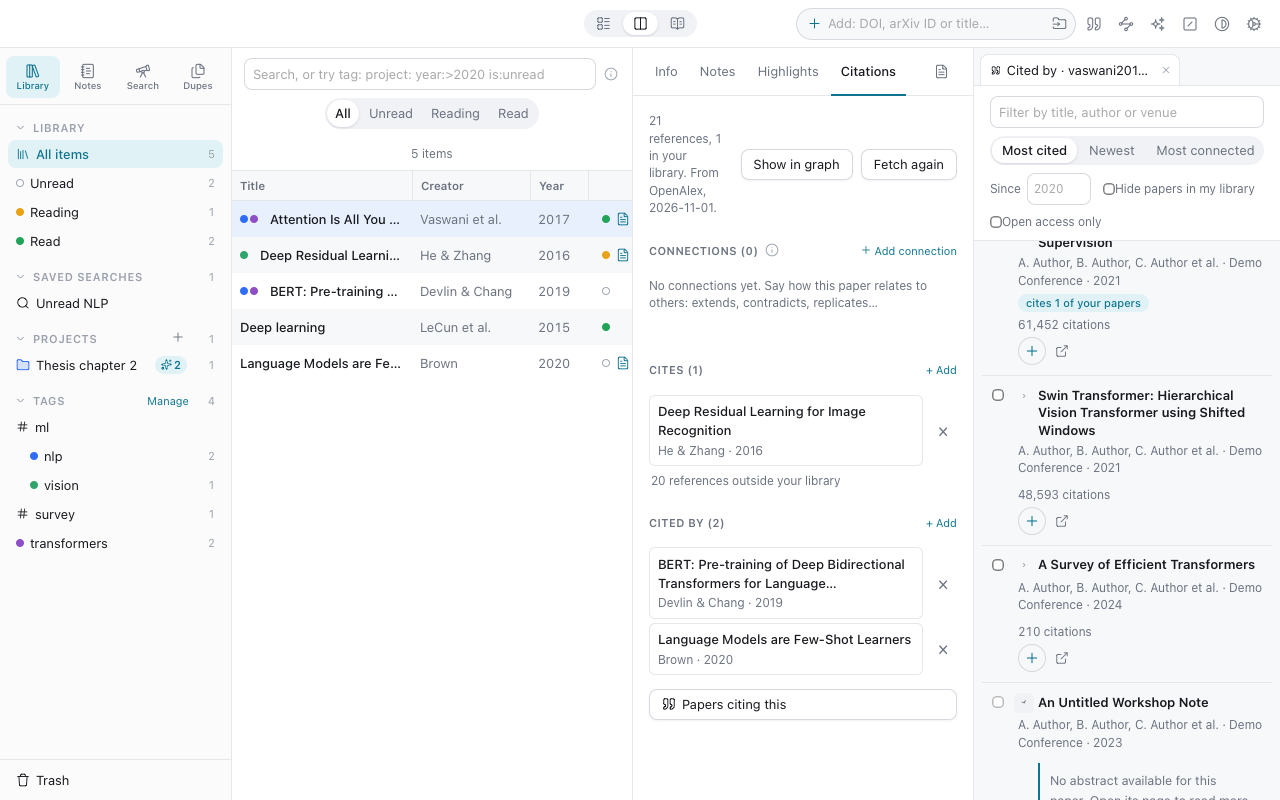 Add: DOI, arXiv ID or title...
Library
Notes
Search
Dupes
LIBRARY
All items 5
Unread 2
Reading 1
Read 2
SAVED SEARCHES 1
Unread NLP
PROJECTS 1
Thesis chapter 2 2 1
TAGS Manage 4
# ml
nlp 2
vision 1
# survey 1
transformers 2
Trash
Search, or try tag: project: year:>2020 is:unread
All Unread Reading Read
5 items
Title Creator Year
Attention Is All You ... Vaswani et al. 2017
Deep Residual Learni... He & Zhang 2016
BERT: Pre-training ... Devlin & Chang 2019
Deep learning LeCun et al. 2015
Language Models are Fe... Brown 2020
Info Notes Highlights Citations
21
references, 1
in your
library. From
OpenAlex,
2026-11-01.
Show in graph Fetch again
CONNECTIONS (0) + Add connection
No connections yet. Say how this paper relates to
others: extends, contradicts, replicates...
CITES (1) + Add
Deep Residual Learning for Image
Recognition
He & Zhang · 2016
20 references outside your library
CITED BY (2) + Add
BERT: Pre-training of Deep Bidirectional
Transformers for Language...
Devlin & Chang · 2019
Language Models are Few-Shot Learners
Brown · 2020
Papers citing this
Cited by · vaswani201...
Filter by title, author or venue
Most cited Newest Most connected
Since 2020 Hide papers in my library
Open access only
Supervision
A. Author, B. Author, C. Author et al. · Demo
Conference · 2021
cites 1 of your papers
61,452 citations
Swin Transformer: Hierarchical
Vision Transformer using Shifted
Windows
A. Author, B. Author, C. Author et al. · Demo
Conference · 2021
48,593 citations
A Survey of Efficient Transformers
A. Author, B. Author, C. Author et al. · Demo
Conference · 2024
210 citations
An Untitled Workshop Note
A. Author, B. Author, C. Author et al. · Demo
Conference · 2023
No abstract available for this
paper. Open its page to read more